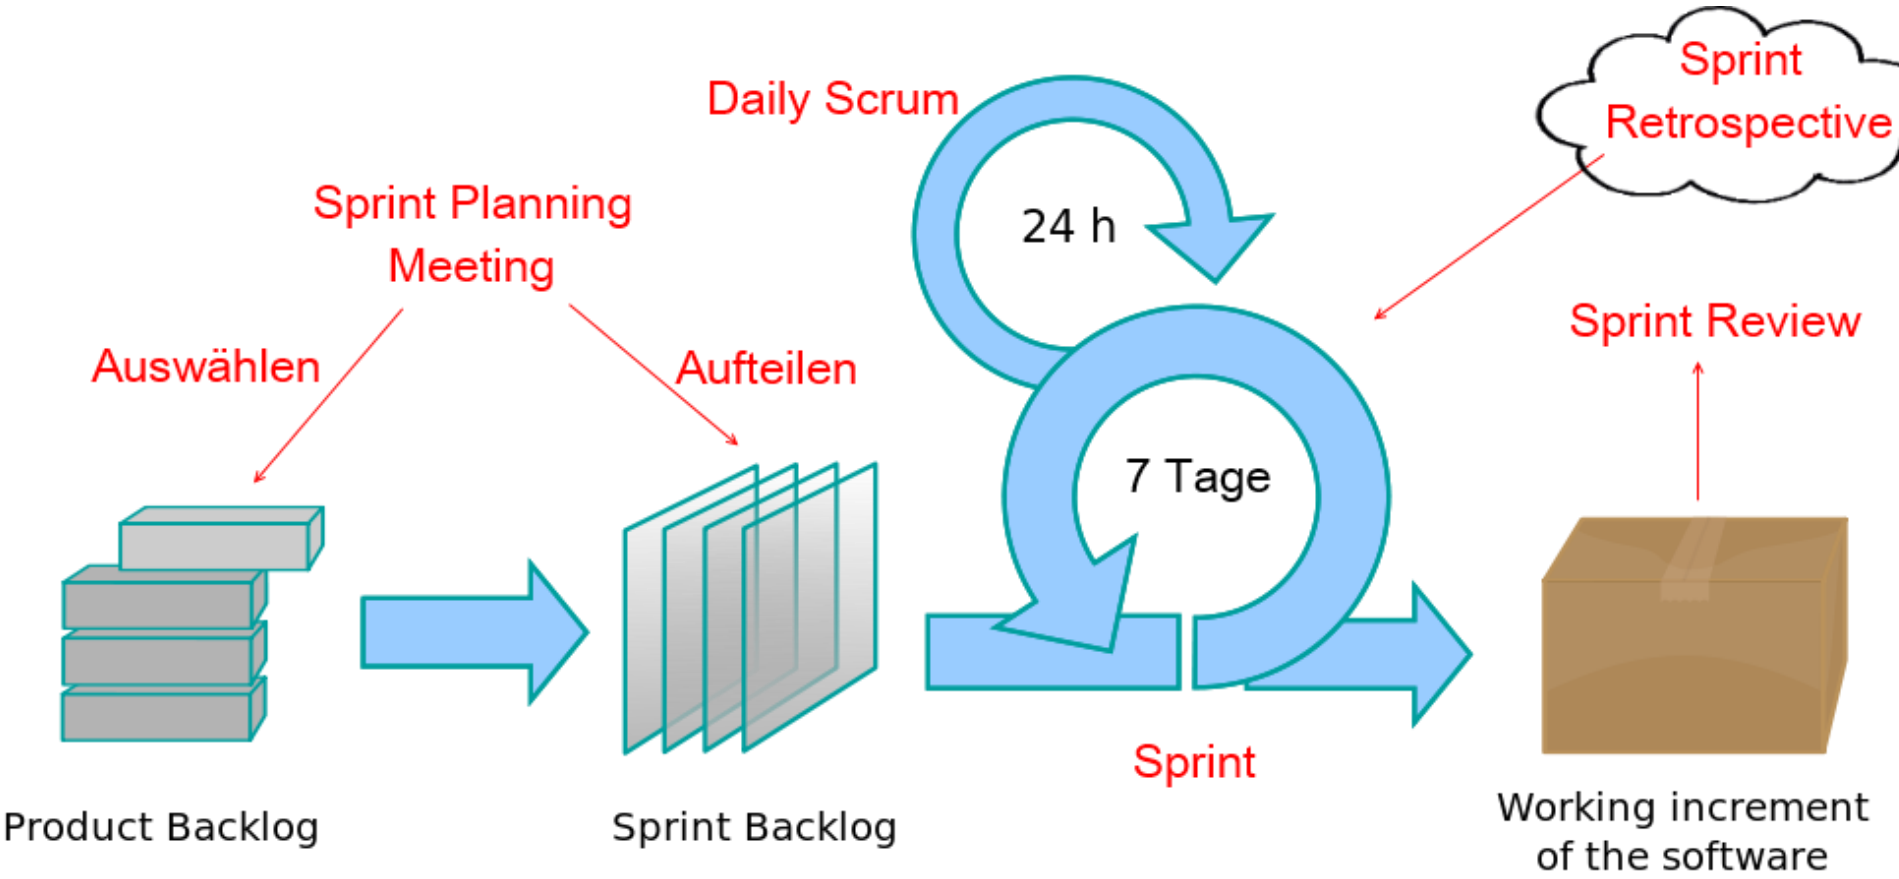 Sprint
Retrospective
Daily Scrum
Sprint Planning
Meeting
24 h
Sprint Review
Auswählen
Aufteilen
7 Tage
Sprint
Product Backlog
Sprint Backlog
Working increment
of the software